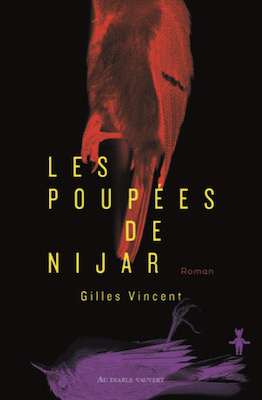 LES
POUPÉES
DE
NIJAR
Roman
Gilles Vincent
AU DIABLE VAUVERT